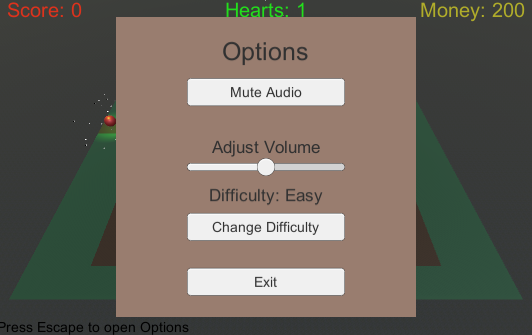 Score: 0
Hearts: 1
Money: 200
Options
Mute Audio
Adjust Volume
Difficulty: Easy
Change Difficulty
Exit
Press Escape to open Options